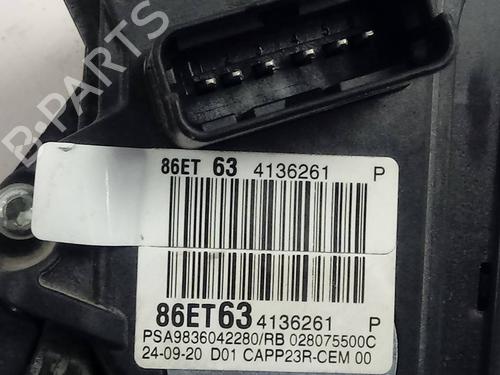 B-PARTS
86ET 63 4136261 P
86ET63 4136261 P
PSA9836042280/RB 028075500C
24-09-20 D01 CAPP23R-CEM 00